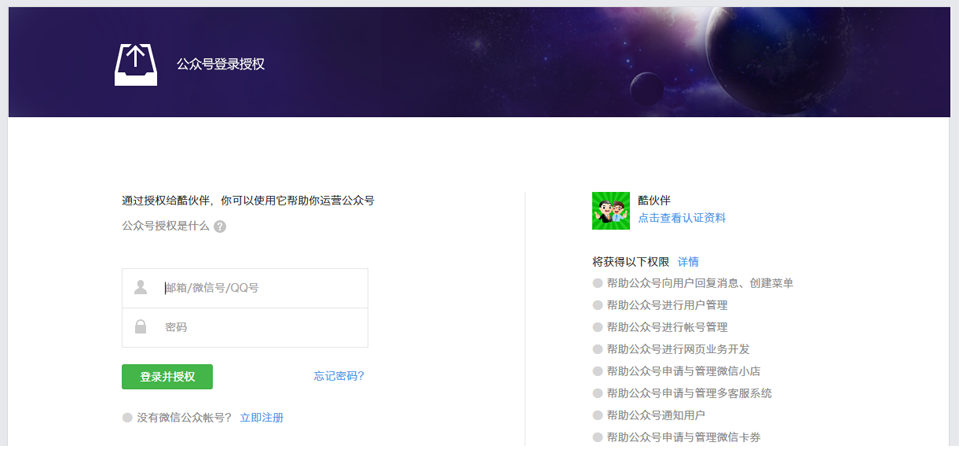 公众号登录授权
通过授权给酷伙伴，你可以使用它帮助你运营公众号
公众号授权是什么 ?
邮箱/微信号/QQ号
密码
登录并授权 忘记密码？
没有微信公众帐号？ 立即注册
酷伙伴
点击查看认证资料
将获得以下权限 详情
帮助公众号向用户回复消息、创建菜单
帮助公众号进行用户管理
帮助公众号进行帐号管理
帮助公众号进行网页业务开发
帮助公众号申请与管理微信小店
帮助公众号申请与管理多客服系统
帮助公众号通知用户
帮助公众号申请与管理微信卡券